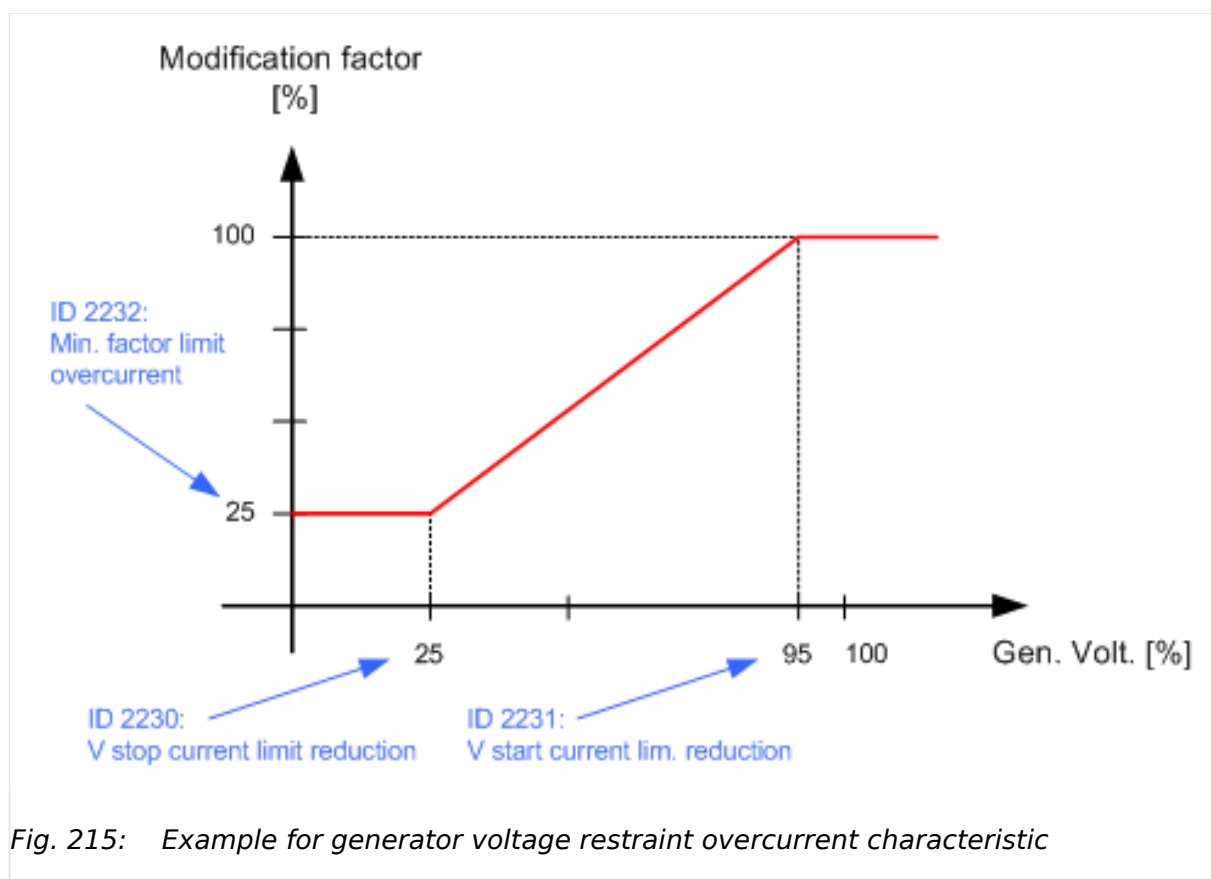 Modification factor
[%]
100
ID 2232:
Min. factor limit
overcurrent
25
25
95
100
Gen. Volt. [%]
ID 2230:
V stop current limit reduction
ID 2231:
V start current lim. reduction
Fig. 215: Example for generator voltage restraint overcurrent characteristic